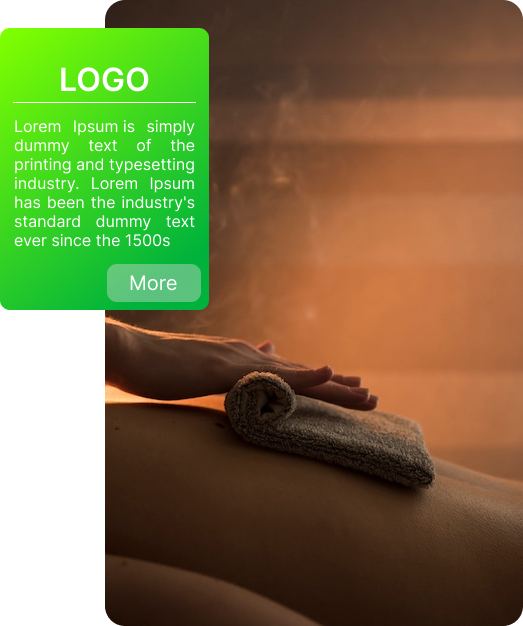 LOGO
Lorem Ipsum is simply
dummy text of the
printing and typesetting
industry. Lorem Ipsum
has been the industry's
standard dummy text
ever since the 1500s
More